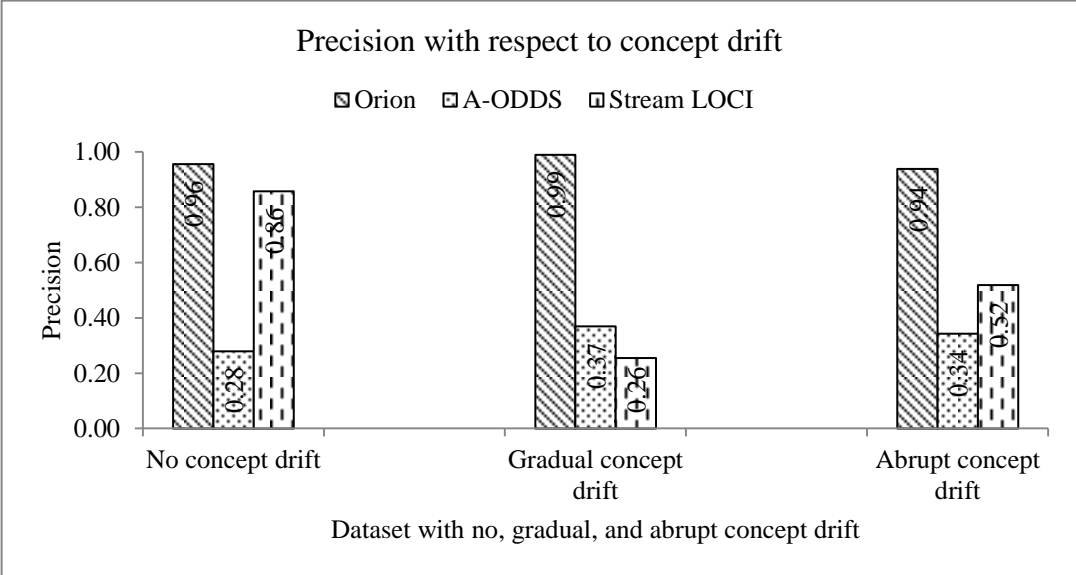 Precision with respect to concept drift
Orion A-ODDS Stream LOCI
1.00
0.80
0.60
0.40
0.20
0.00
Precision
0.96
0.28
0.86
0.99
0.37
0.26
0.94
0.34
0.52
No concept drift
Gradual concept
drift
Abrupt concept
drift
Dataset with no, gradual, and abrupt concept drift